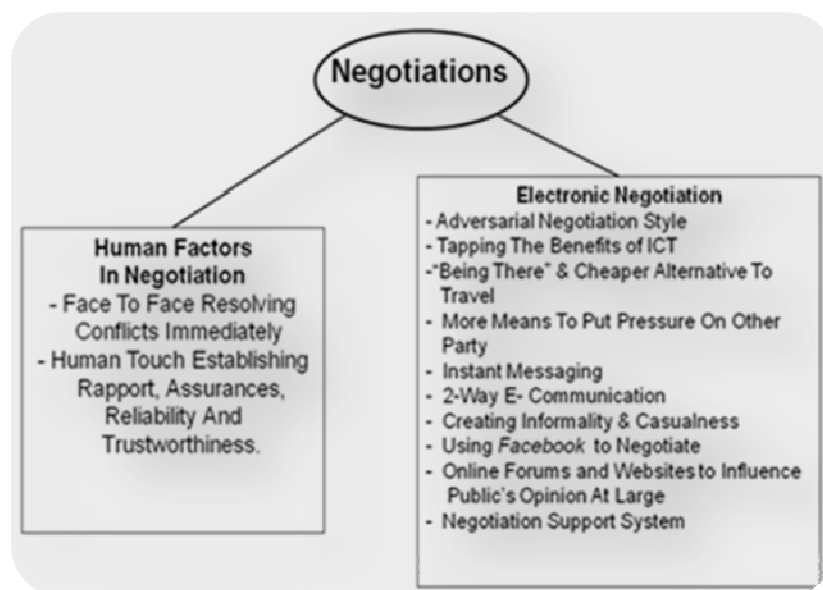 Negotiations
Human Factors
In Negotiation
- Face To Face Resolving
Conflicts Immediately
- Human Touch Establishing
Rapport, Assurances,
Reliability And
Trustworthiness.
Electronic Negotiation
- Adversarial Negotiation Style
- Tapping The Benefits of ICT
-"Being There" & Cheaper Alternative To
Travel
- More Means To Put Pressure On Other
Party
- Instant Messaging
- 2-Way E- Communication
- Creating Informality & Casualness
- Using Facebook to Negotiate
- Online Forums and Websites to Influence
Public's Opinion At Large
- Negotiation Support System